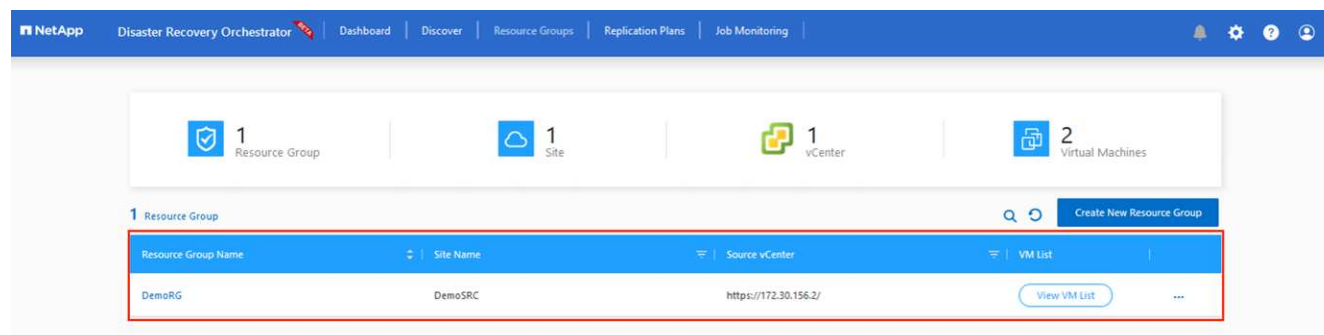 NetApp Disaster Recovery Orchestrator BETA Dashboard Discover Resource Groups Replication Plans Job Monitoring
1 Resource Group
1 Site
1 vCenter
2 Virtual Machines
1 Resource Group Create New Resource Group
Resource Group Name Site Name Source vCenter VM List
DemoRG DemoSRC https://172.30.156.2/ View VM List ...